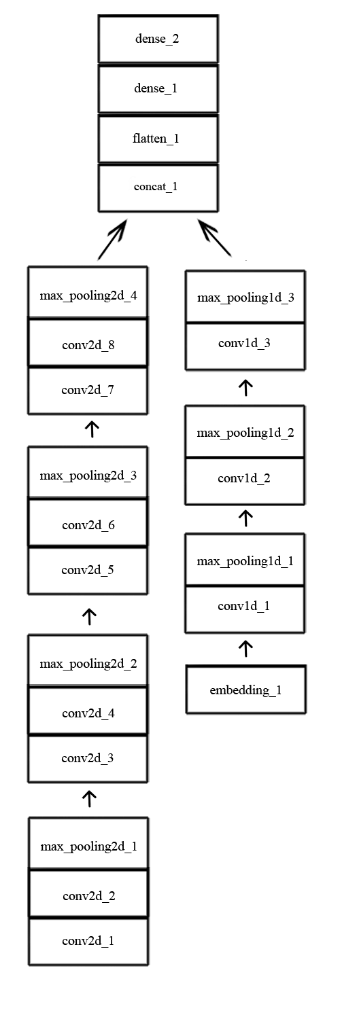 dense_2
dense_1
flatten_1
concat_1
max_pooling2d_4
conv2d_8
conv2d_7
max_pooling2d_3
conv2d_6
conv2d_5
max_pooling2d_2
conv2d_4
conv2d_3
max_pooling2d_1
conv2d_2
conv2d_1
max_pooling1d_3
conv1d_3
max_pooling1d_2
conv1d_2
max_pooling1d_1
conv1d_1
embedding_1